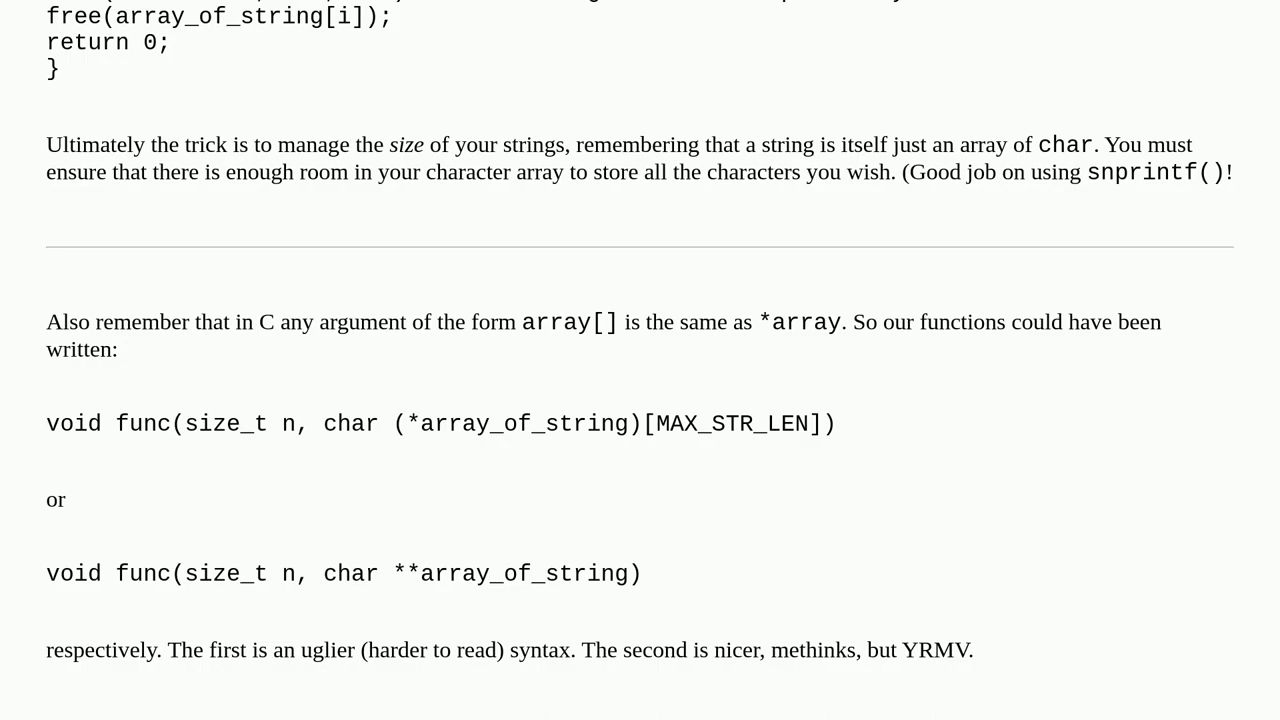 free(array_of_string[i]);
return 0;
}
Ultimately the trick is to manage the size of your strings, remembering that a string is itself just an array of char. You must
ensure that there is enough room in your character array to store all the characters you wish. (Good job on using snprintf()!
Also remember that in C any argument of the form array[] is the same as *array. So our functions could have been
written:
void func(size_t n, char (*array_of_string)[MAX_STR_LEN])
or
void func(size_t n, char **array_of_string)
respectively. The first is an uglier (harder to read) syntax. The second is nicer, methinks, but YRMV.